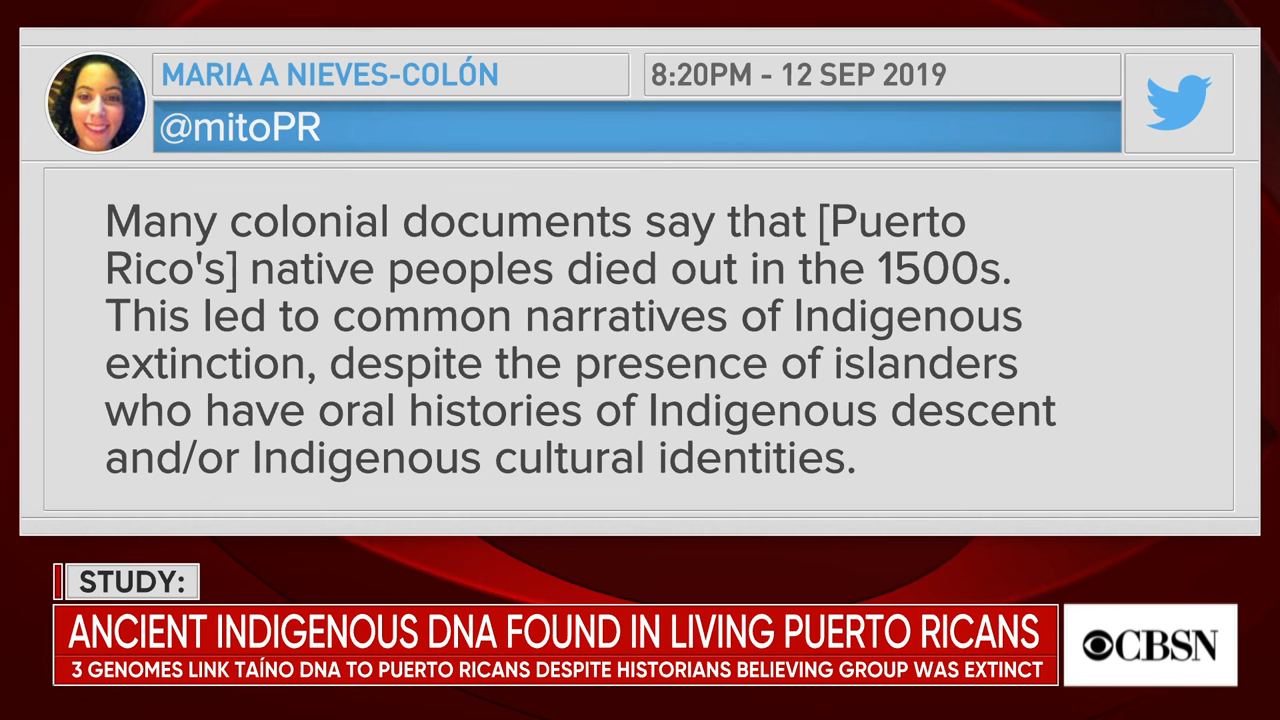 MARIA A NIEVES-COLÓN
8:20PM - 12 SEP 2019
@mitoPR
Many colonial documents say that [Puerto
Rico's] native peoples died out in the 1500s.
This led to common narratives of Indigenous
extinction, despite the presence of islanders
who have oral histories of Indigenous descent
and/or Indigenous cultural identities.
STUDY:
ANCIENT INDIGENOUS DNA FOUND IN LIVING PUERTO RICANS
3 GENOMES LINK TAÍNO DNA TO PUERTO RICANS DESPITE HISTORIANS BELIEVING GROUP WAS EXTINCT
CBSN